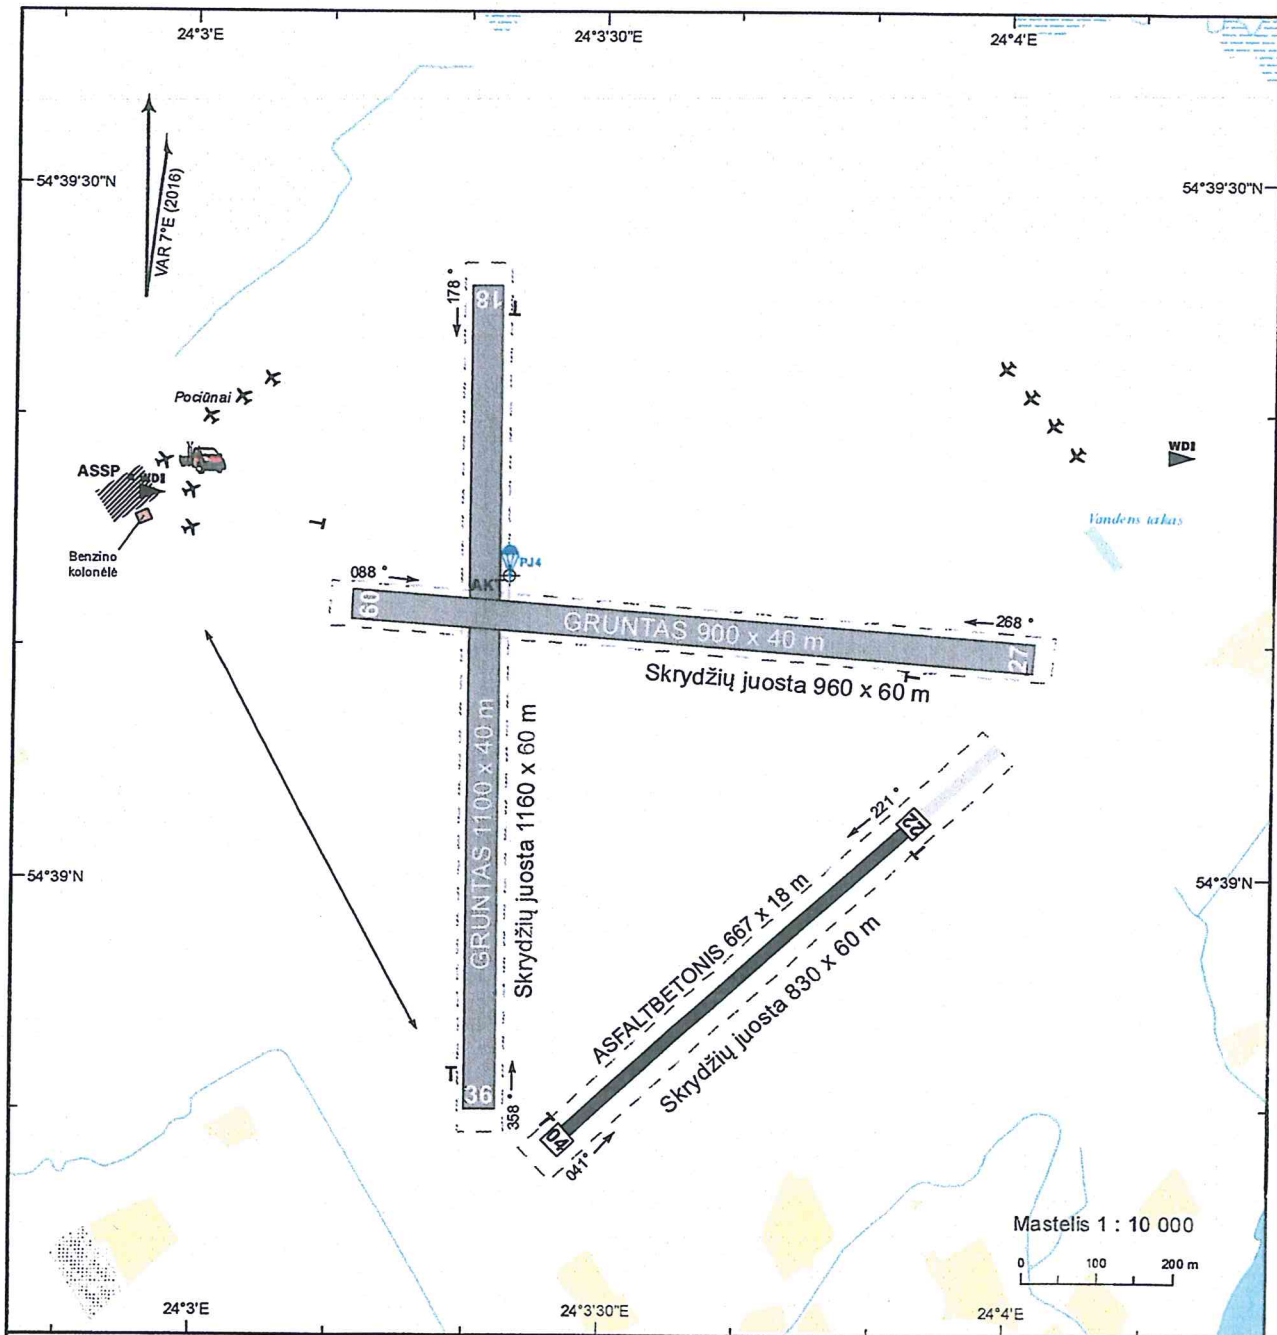 24°3'E
24°3'30"E
24°4'E
54°39'30"N
54°39'30"N
VAR 7°E (2016)
178°
18
Pociūnai
ASSP
WDI
WDI
Benzino
kolonėlė
Vandens takas
PJ4
AKT
088°
09
GRUNTAS 900 x 40 m
268°
27
Skrydžių juosta 960 x 60 m
GRUNTAS 1100 x 40 m
Skrydžių juosta 1160 x 60 m
221°
22
54°39'N
54°39'N
ASFALTBETONIS 667 x 18 m
Skrydžių juosta 830 x 60 m
36
358°
04
041°
Mastelis 1 : 10 000
0 100 200 m
24°3'E
24°3'30"E
24°4'E